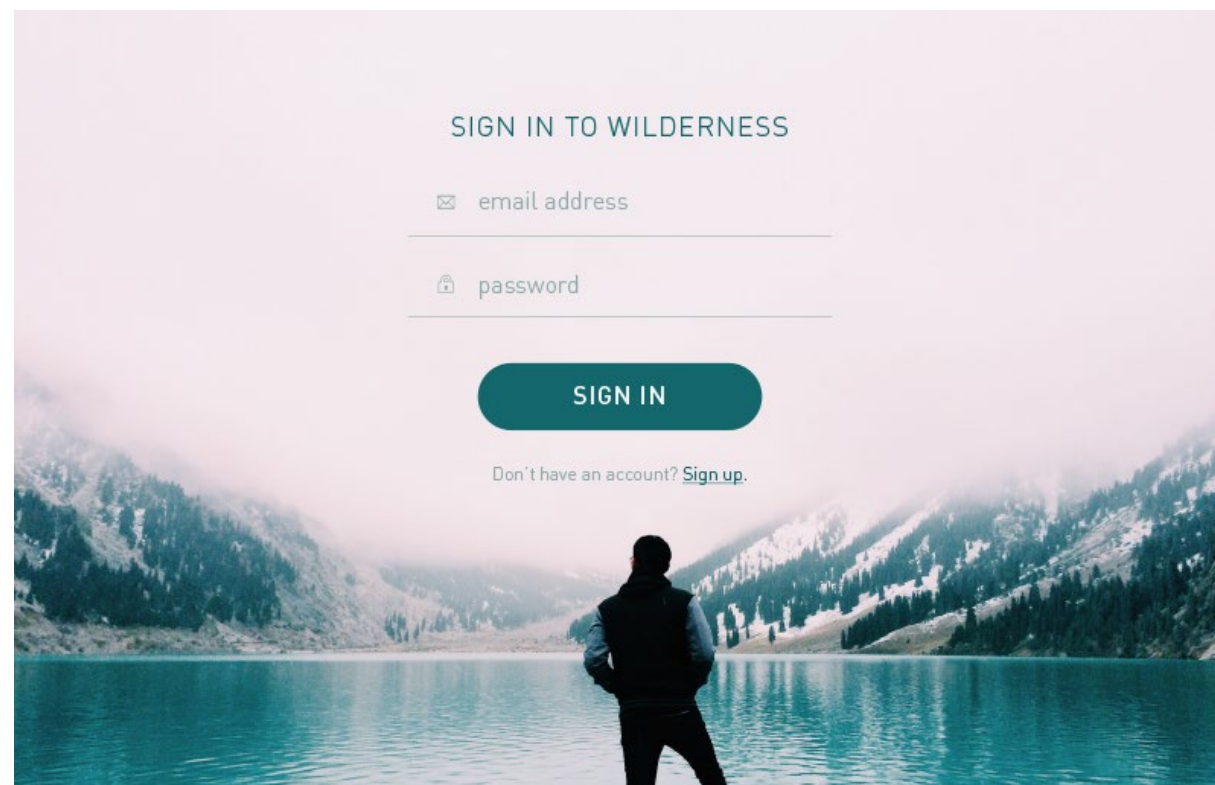 SIGN IN TO WILDERNESS
email address
password
SIGN IN
Don't have an account? Sign up.